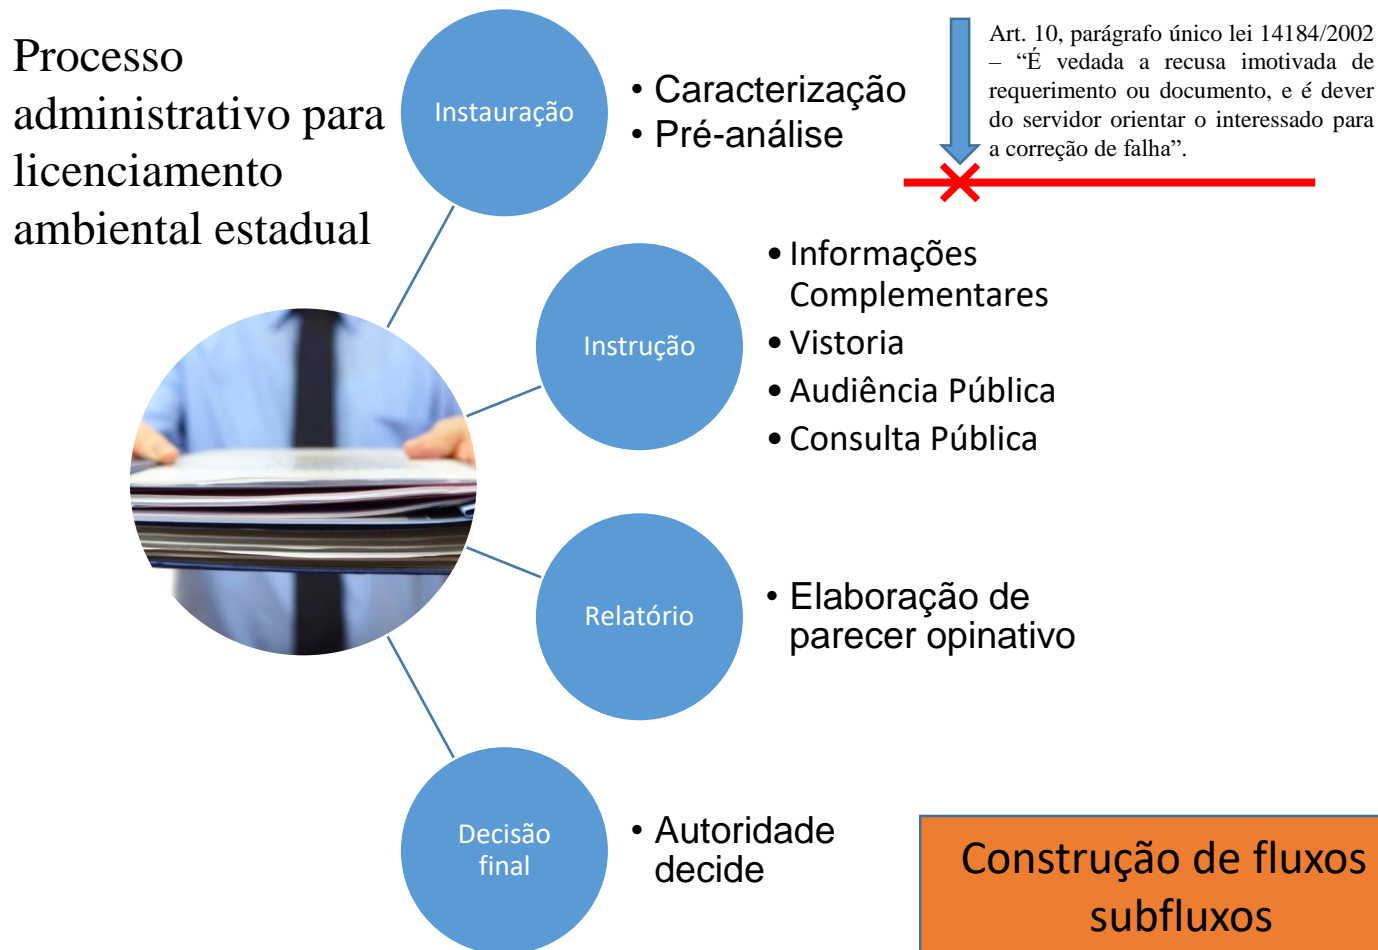 Processo
administrativo para
licenciamento
ambiental estadual
Instauração
• Caracterização
• Pré-análise
Art. 10, parágrafo único lei 14184/2002
– “É vedada a recusa imotivada de
requerimento ou documento, e é dever
do servidor orientar o interessado para
a correção de falha”.
Instrução
• Informações
Complementares
• Vistoria
• Audiência Pública
• Consulta Pública
Relatório
• Elaboração de
parecer opinativo
Decisão
final
• Autoridade
decide
Construção de fluxos
subfluxos